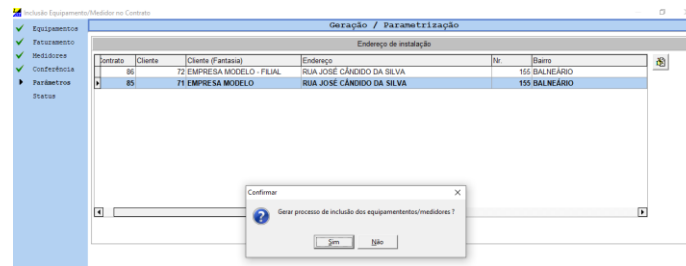 Inclusão Equipamento/Medidor no Contrato
Equipamentos
Faturamento
Medidores
Conferência
Parâmetros
Status
Geração / Parametrização
Endereço de instalação
Contrato Cliente Cliente (Fantasia) Endereço Nr. Bairro
86 72 EMPRESA MODELO - FILIAL RUA JOSÉ CÂNDIDO DA SILVA 155 BALNEÁRIO
85 71 EMPRESA MODELO RUA JOSÉ CÂNDIDO DA SILVA 155 BALNEÁRIO
Confirmar
Gerar processo de inclusão dos equipamententos/medidores ?
Sim Não